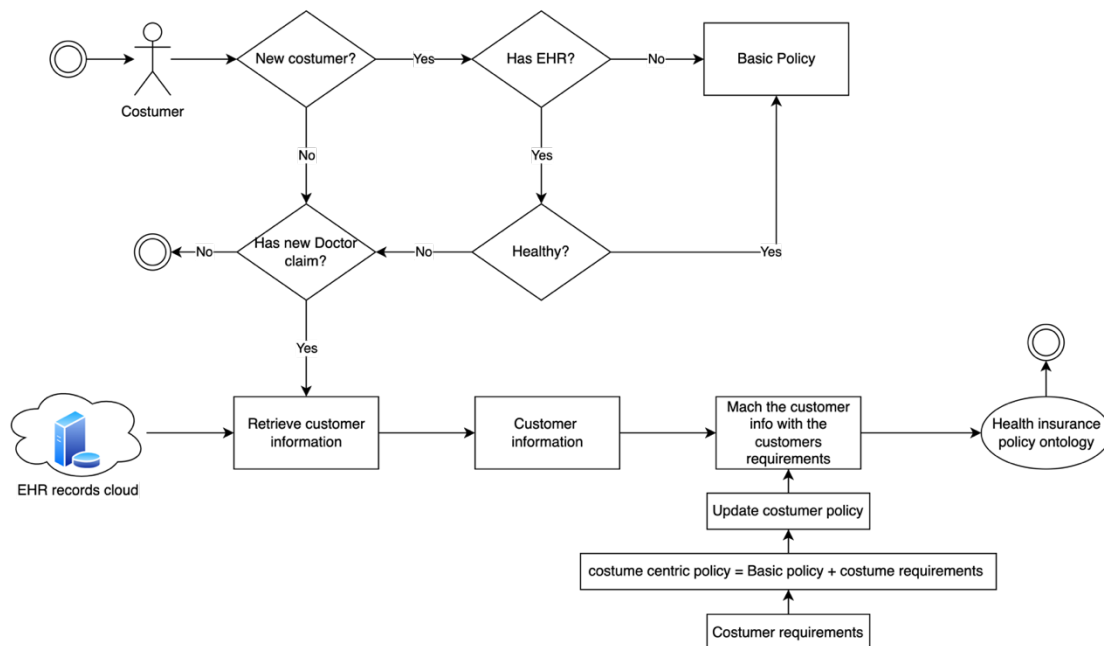 New costumer?
Yes
Has EHR?
No
Basic Policy
Costumer
No
Yes
No
Has new Doctor
claim?
No
Healthy?
Yes
Yes
Retrieve customer
information
Customer
information
Mach the customer
info with the
customers
requirements
Health insurance
policy ontology
EHR records cloud
Update costumer policy
costume centric policy = Basic policy + costume requirements
Costumer requirements